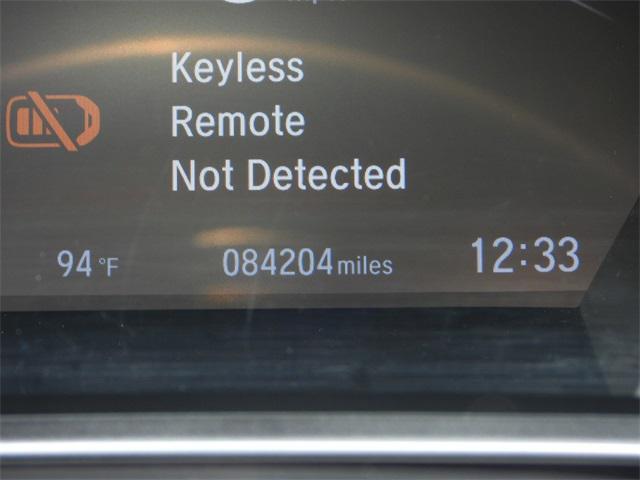 Keyless
Remote
Not Detected
94 °F 084204 miles 12:33